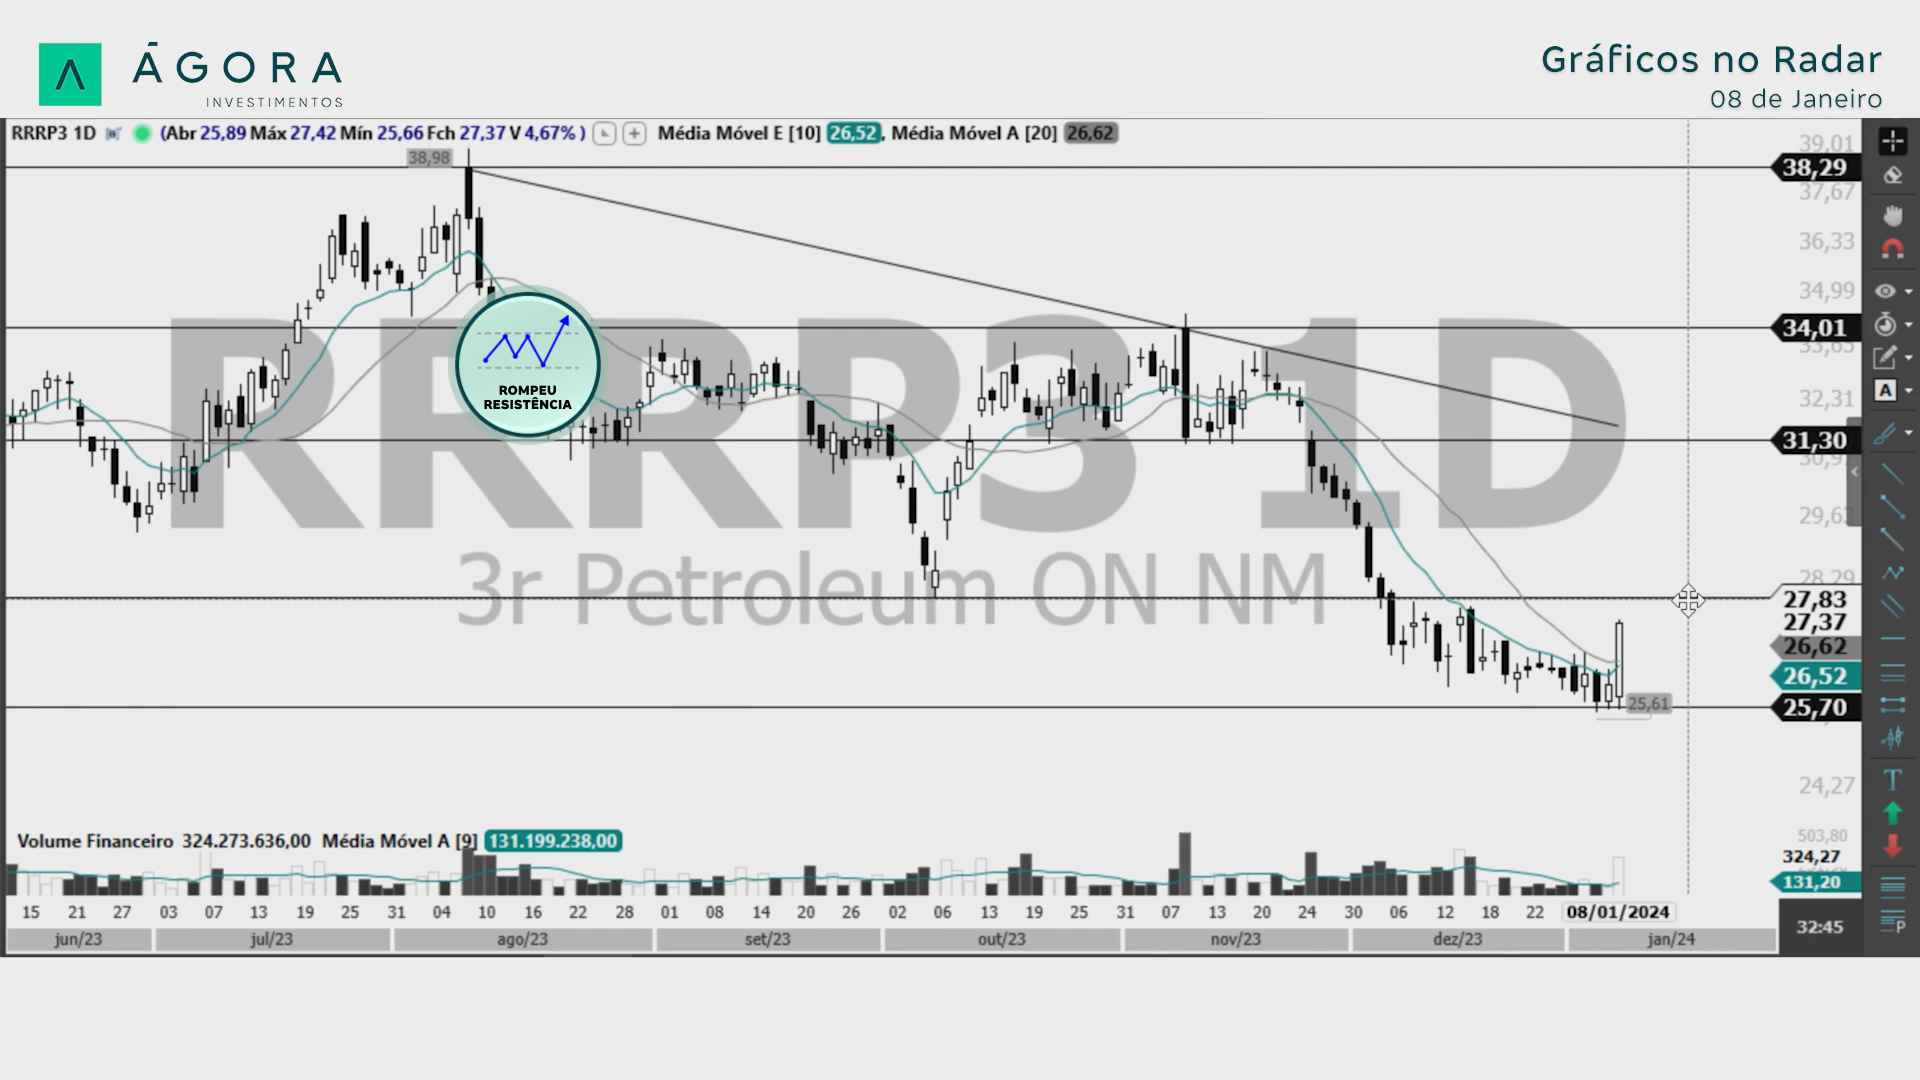 ÁGORA
INVESTIMENTOS
Gráficos no Radar
08 de Janeiro
RRRP3 1D (Abr 25,89 Máx 27,42 Mín 25,66 Fch 27,37 V 4,67% ) Média Móvel E [10] 26,52, Média Móvel A [20] 26,62
38,98
39,01
38,29
37,67
36,33
34,99
34,01
33,65
32,31
31,30
29,63
28,29
27,83
27,37
26,62
26,52
25,70
25,61
24,27
RRRP3 1D
3r Petroleum ON NM
ROMPEU
RESISTÊNCIA
A
T
P
Volume Financeiro 324.273.636,00 Média Móvel A [9] 131.199.238,00
503,80
324,27
131,20
15 21 27 03 07 13 19 25 31 04 10 16 22 28 01 08 14 20 26 02 06 13 19 25 31 07 13 20 24 30 06 12 18 22 08/01/2024
32:45
jun/23 jul/23 ago/23 set/23 out/23 nov/23 dez/23 jan/24